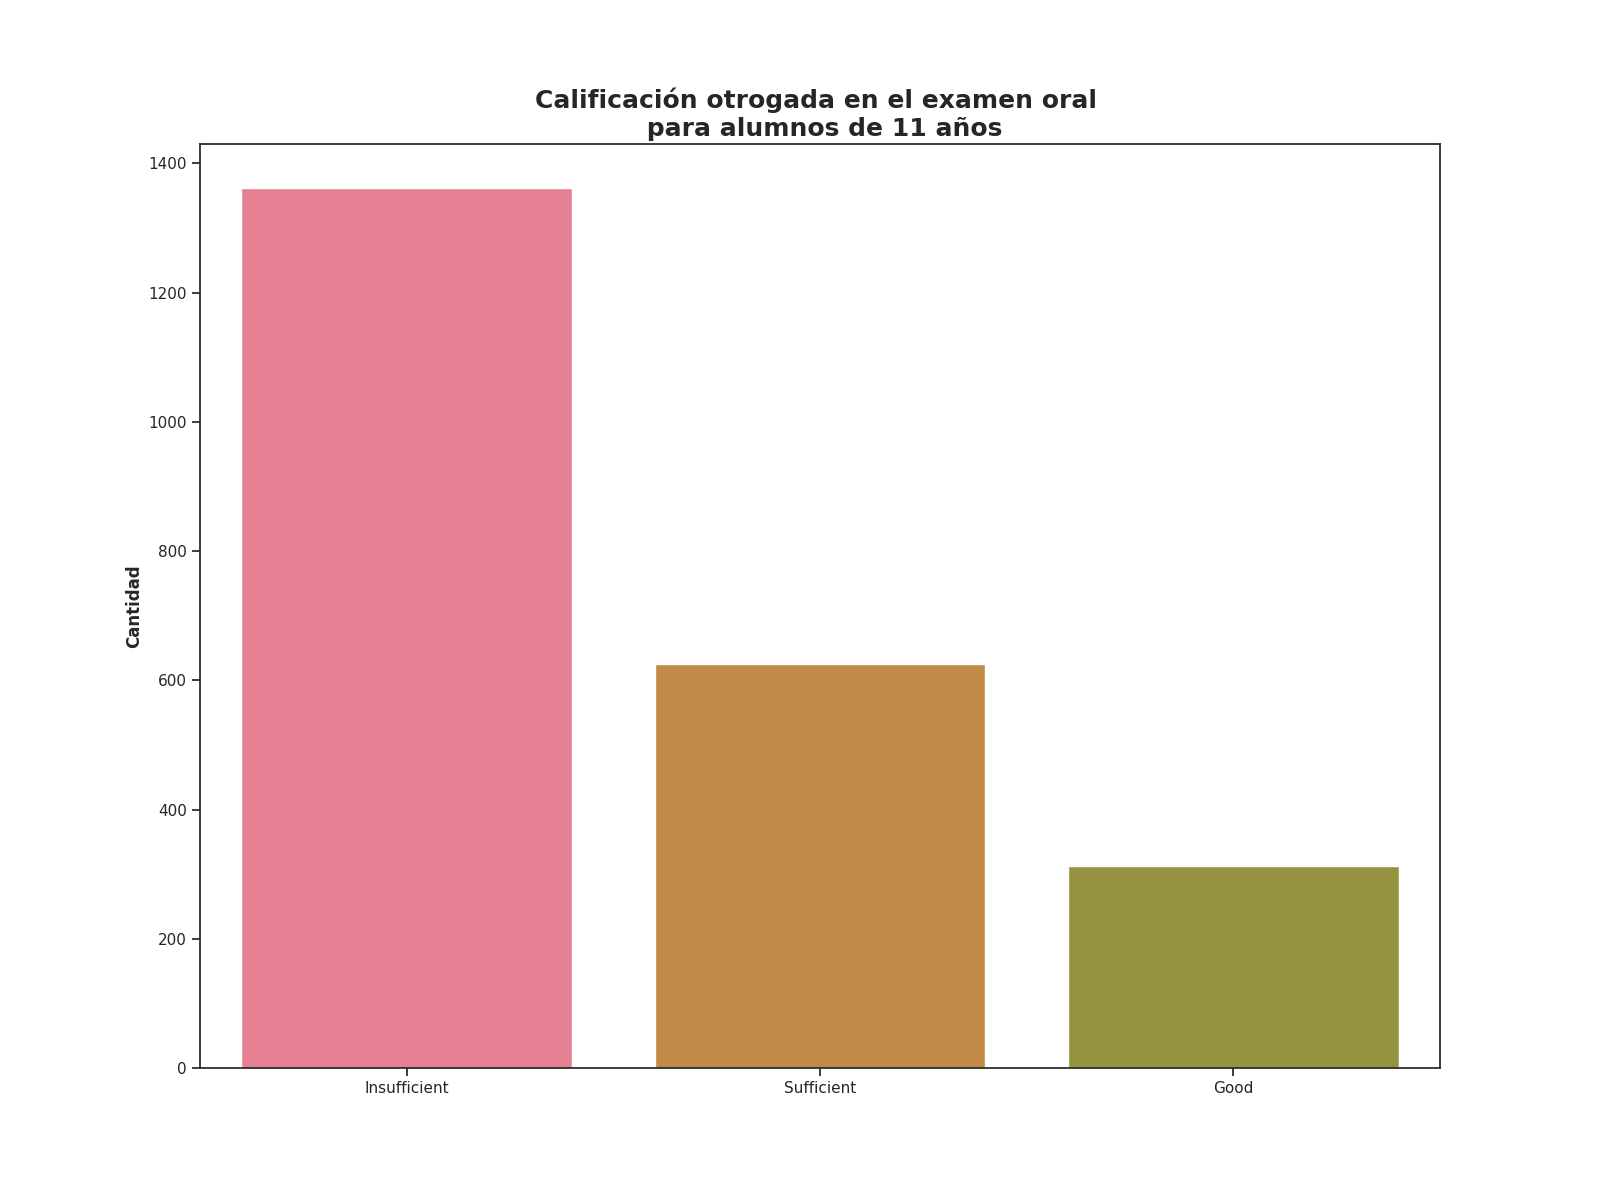 Calificación otrogada en el examen oral
para alumnos de 11 años
1400
1200
1000
800
600
400
200
0
Cantidad
Insufficient
Sufficient
Good